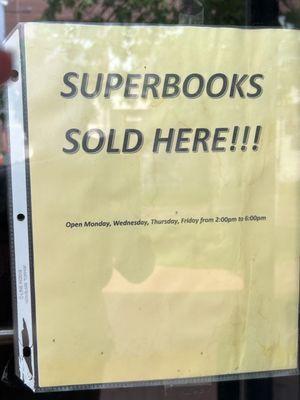 SUPERBOOKS
SOLD HERE!!!
Open Monday, Wednesday, Thursday, Friday from 2:00pm to 6:00pm